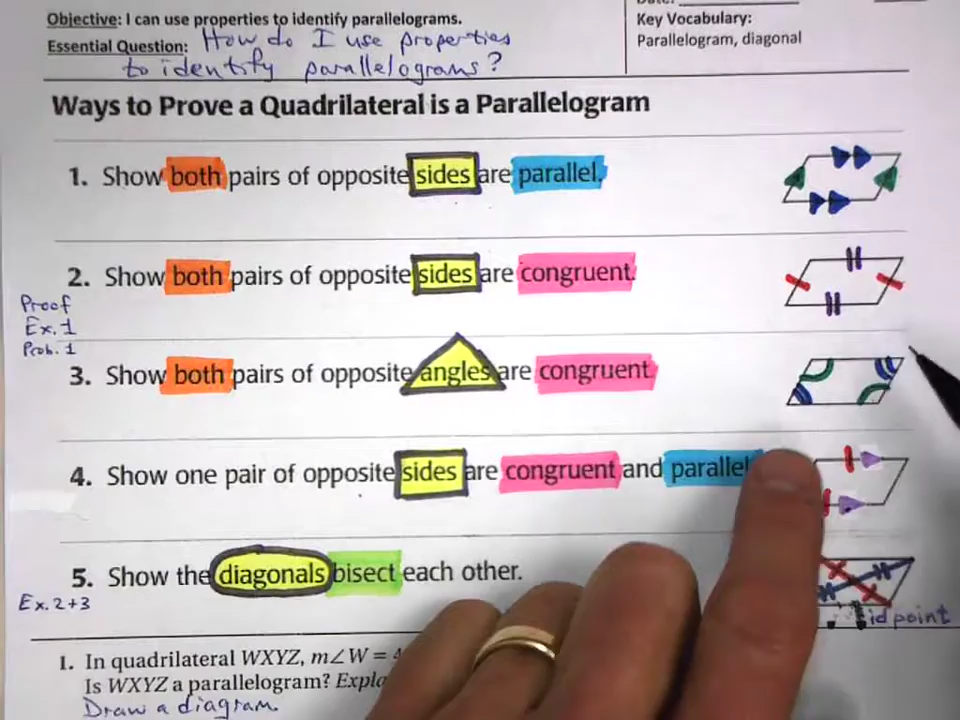 Objective: I can use properties to identify parallelograms.
Essential Question: How do I use properties
to identify parallelograms?
Key Vocabulary:
Parallelogram, diagonal
Ways to Prove a Quadrilateral is a Parallelogram
1. Show both pairs of opposite sides are parallel.
2. Show both pairs of opposite sides are congruent.
Proof
Ex. 1
Prob. 1
3. Show both pairs of opposite angles are congruent.
4. Show one pair of opposite sides are congruent and parallel
5. Show the diagonals bisect each other.
Ex. 2+3
idpoint
1. In quadrilateral WXYZ, m∠W =
Is WXYZ a parallelogram?
Draw a diagram.